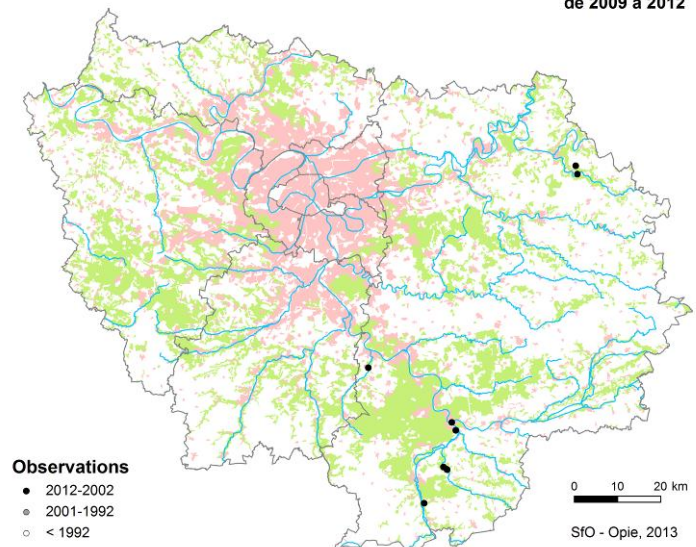 de 2009 à 2012
Observations
2012-2002
2001-1992
< 1992
0 10 20 km
SfO - Opie, 2013